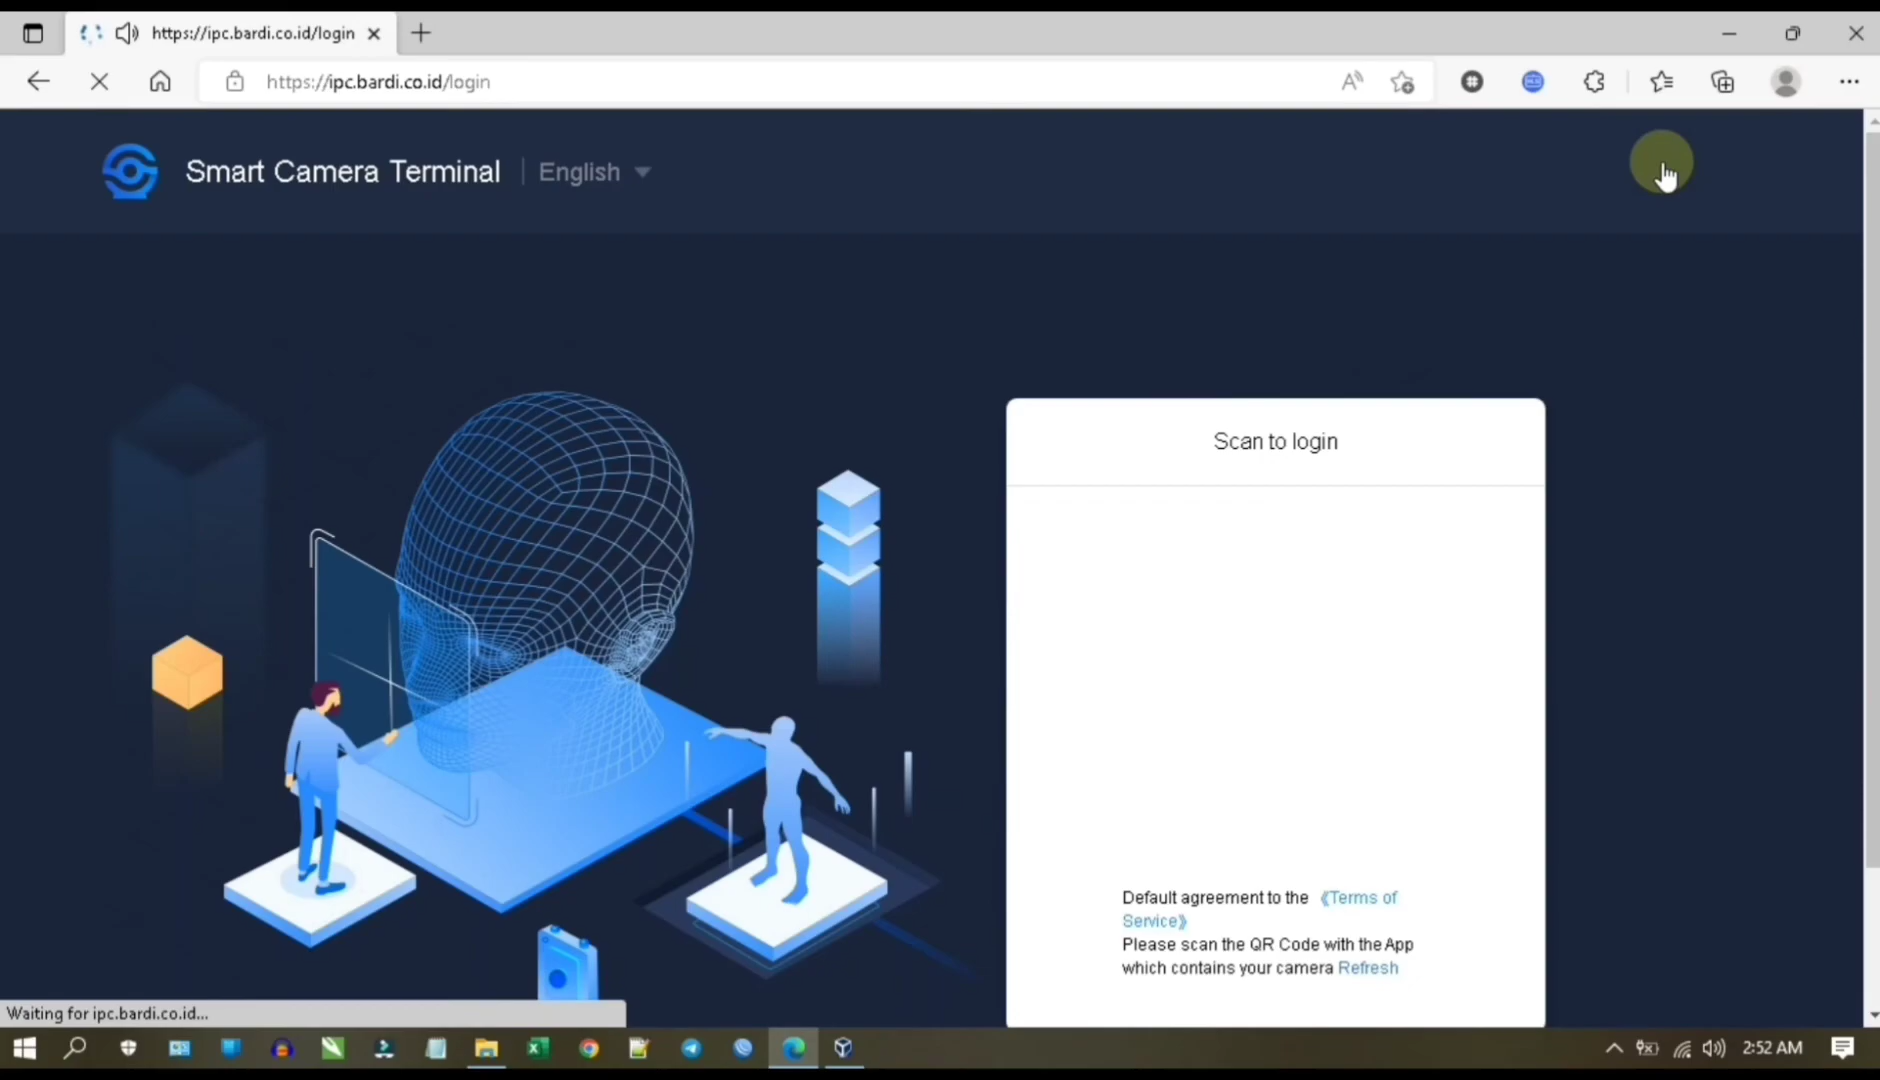 https://ipc.bardi.co.id/login
https://ipc.bardi.co.id/login
Smart Camera Terminal
English
Scan to login
Default agreement to the 《Terms of
Service》
Please scan the QR Code with the App
which contains your camera Refresh
Waiting for ipc.bardi.co.id...
2:52 AM